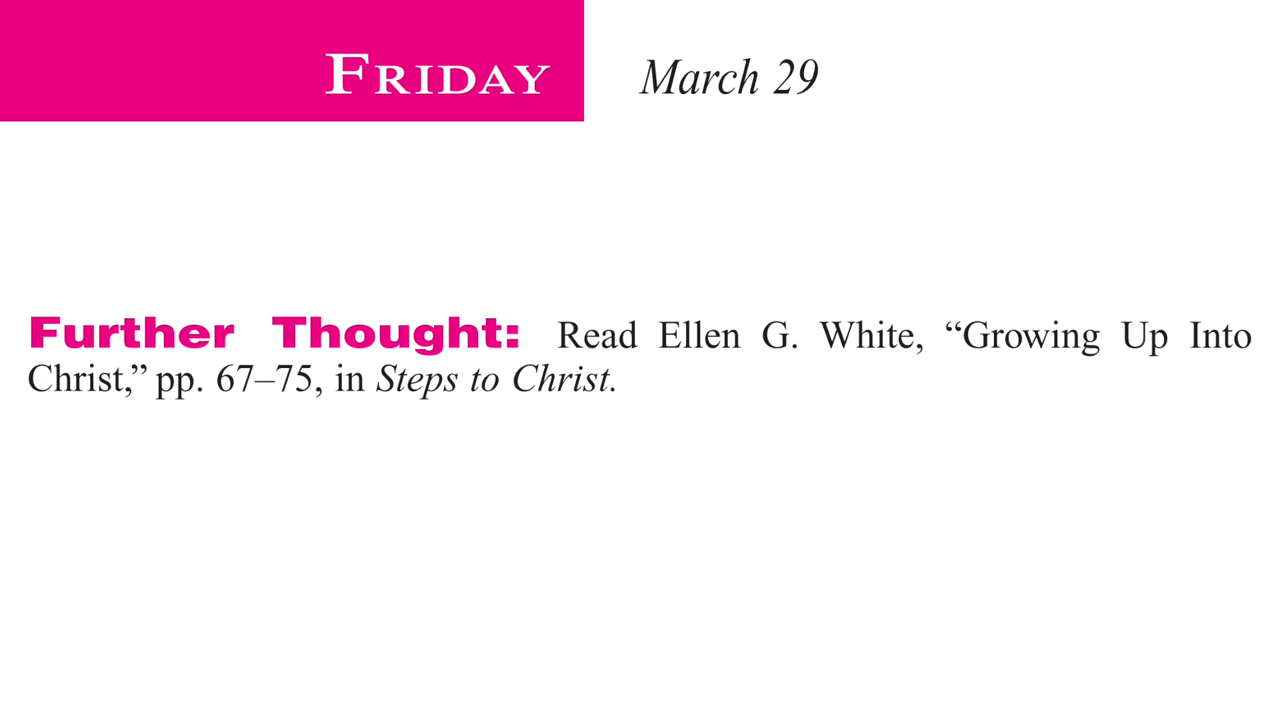 FRIDAY March 29
Further Thought: Read Ellen G. White, “Growing Up Into
Christ,” pp. 67–75, in Steps to Christ.